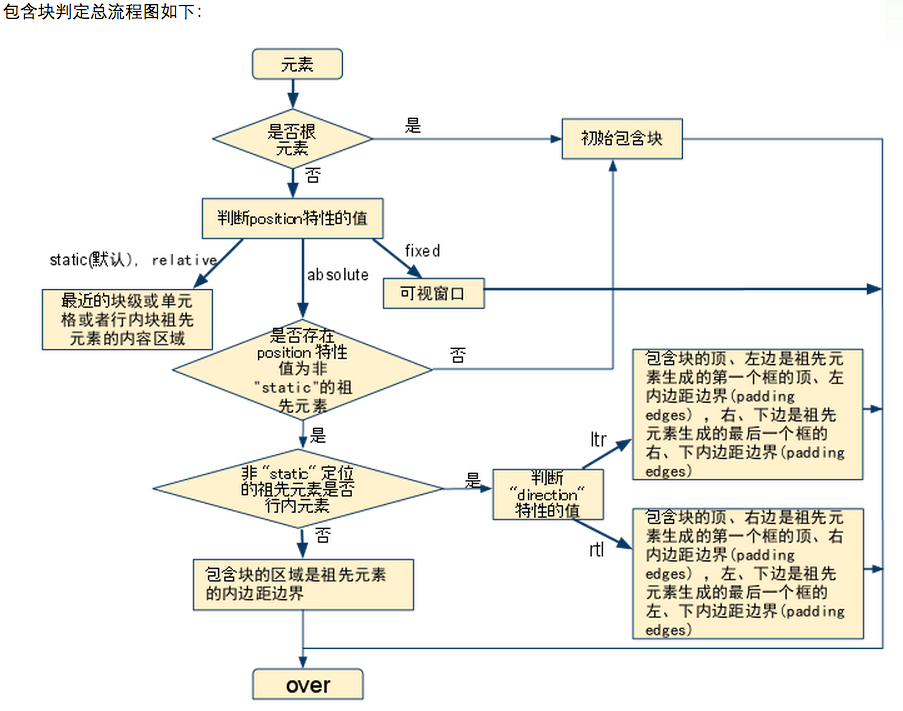 包含块判定总流程图如下：
元素
是否根
元素
是
初始包含块
否
判断position特性的值
static(默认), relative
absolute
fixed
最近的块级或单元
格或者行内块祖先
元素的内容区域
可视窗口
是否存在
position 特性
值为非
"static"的祖
先元素
否
是
包含块的顶、左边是祖先元
素生成的第一个框的顶、左
内边距边界(padding
edges) , 右、下边是祖先
元素生成的最后一个框的
右、下内边距边界(padding
edges)
ltr
非 “static” 定位
的祖先元素是否
行内元素
是
判断
“direction“
特性的值
rtl
包含块的顶、右边是祖先元
素生成的第一个框的顶、右
内边距边界(padding
edges) , 左、下边是祖先
元素生成的最后一个框的
左、下内边距边界(padding
edges)
否
包含块的区域是祖先元素
的内边距边界
over